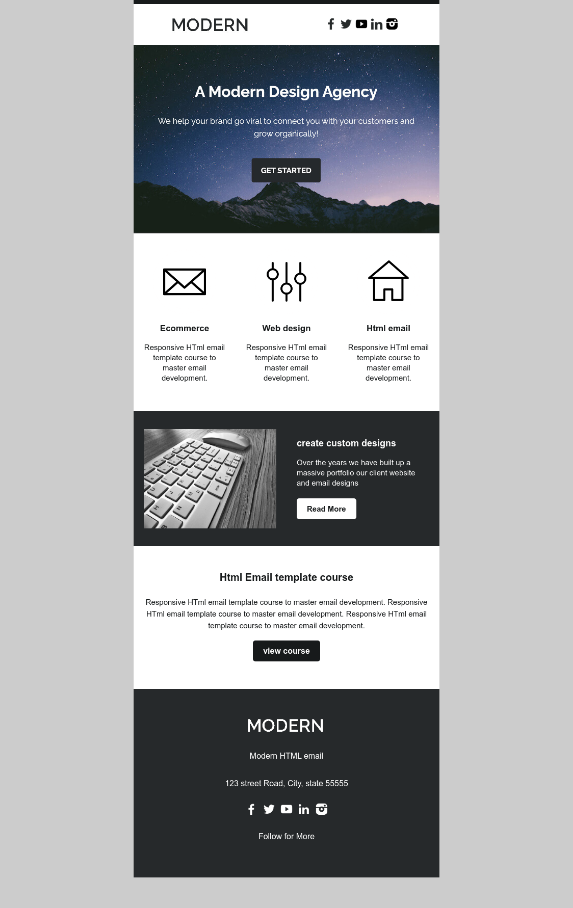 MODERN
A Modern Design Agency
We help your brand go viral to connect you with your customers and
grow organically!
GET STARTED
Ecommerce
Responsive HTml email
template course to
master email
development.
Web design
Responsive HTml email
template course to
master email
development.
Html email
Responsive HTml email
template course to
master email
development.
create custom designs
Over the years we have built up a
massive portfolio our client website
and email designs
Read More
Html Email template course
Responsive HTml email template course to master email development. Responsive
HTml email template course to master email development. Responsive HTml email
template course to master email development.
view course
MODERN
Modern HTML email
123 street Road, City, state 55555
Follow for More